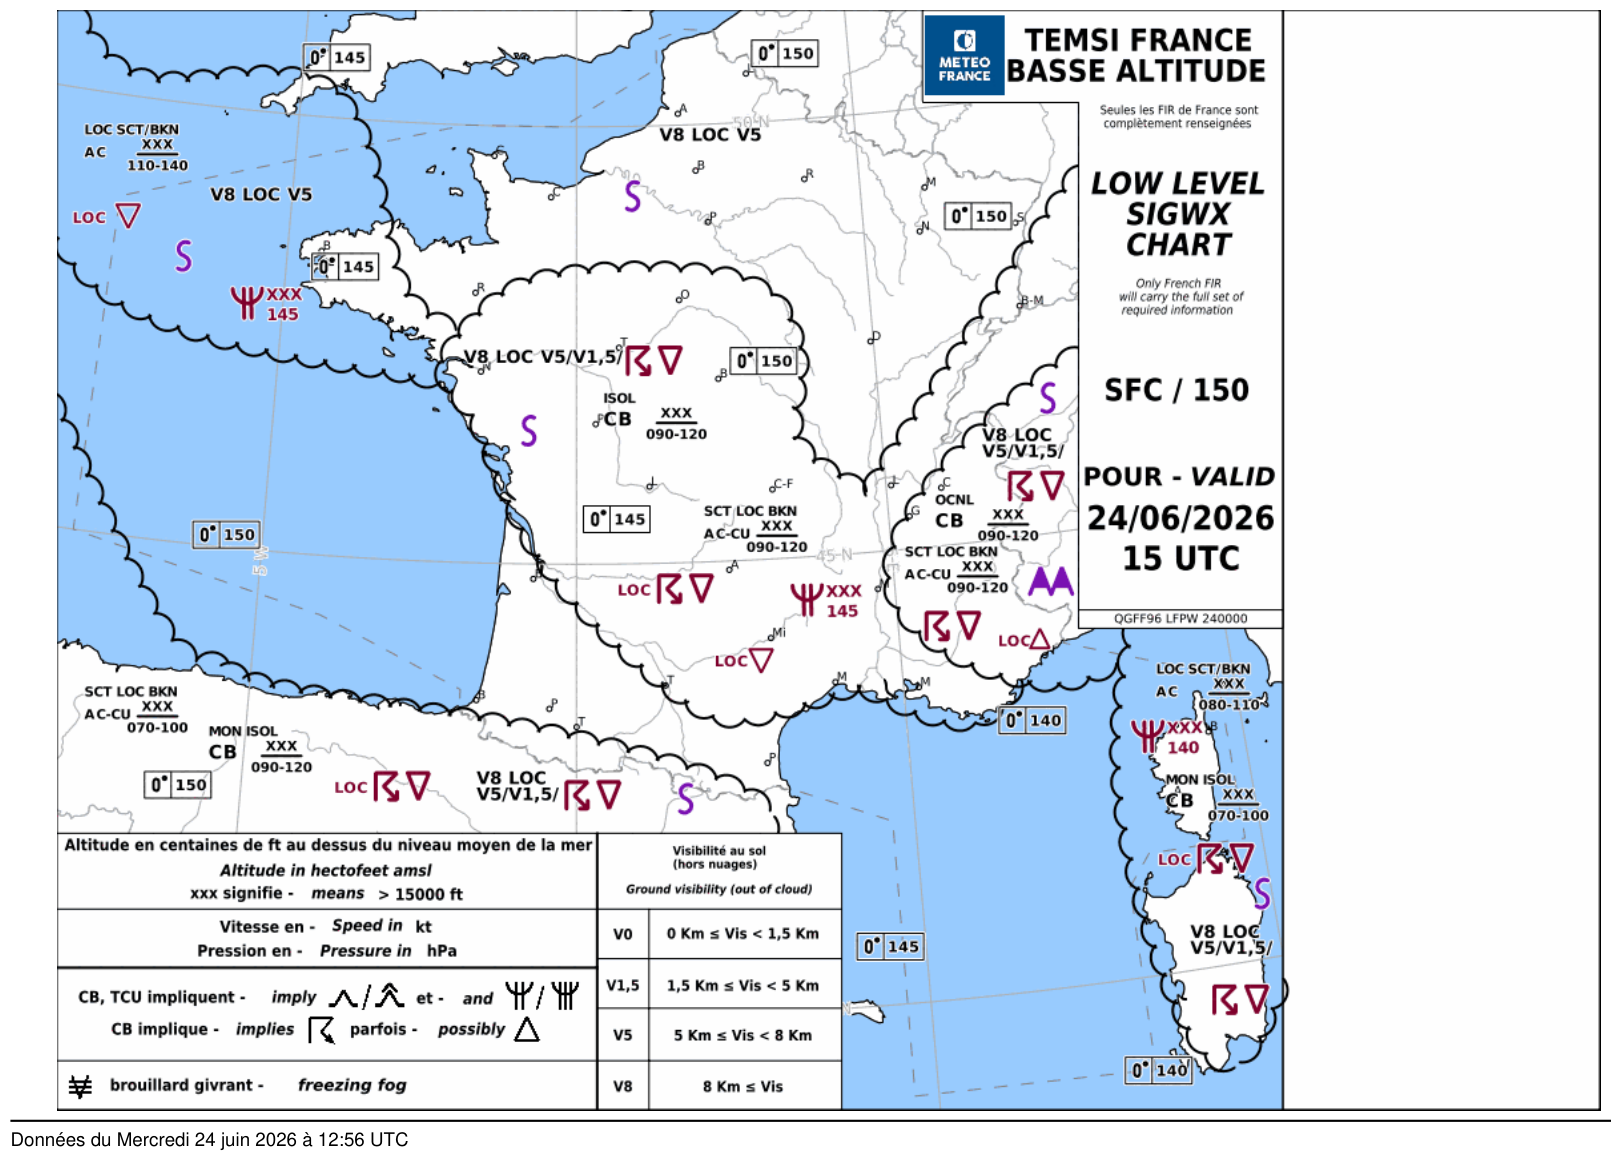 METEO
FRANCE
TEMSI FRANCE
BASSE ALTITUDE
Seules les FIR de France sont
complètement renseignées
LOW LEVEL
SIGWX
CHART
Only French FIR
will carry the full set of
required information
SFC / 150
POUR - VALID
24/06/2026
15 UTC
QGFF96 LFPW 240000
0° 145
0° 150
50 N
A
V8 LOC V5
B
R
M
P
N
C
C
0° 150
S
LOC SCT/BKN
AC XXX
110-140
V8 LOC V5
LOC
S
XXX
145
B
0° 145
R
O
S
B-M
D
T
V8 LOC V5/V1,5/
N
B
0° 150
ISOL
CB XXX
090-120
P
S
L
C-F
0° 145
SCT LOC BKN
AC-CU XXX
090-120
45 N
A
B
LOC
XXX
145
Mi
LOC
T
M
M
S
V8 LOC
V5/V1,5/
L
C
G
OCNL
CB XXX
090-120
SCT LOC BKN
AC-CU XXX
090-120
LOC
0° 150
5 W
0° 140
B
P
T
P
SCT LOC BKN
AC-CU XXX
070-100
MON ISOL
CB XXX
090-120
0° 150
LOC
V8 LOC
V5/V1,5/
S
LOC SCT/BKN
AC XXX
080-110
B
XXX
140
MON ISOL
A
CB XXX
070-100
LOC
S
V8 LOC
V5/V1,5/
0° 145
N
0° 140
Altitude en centaines de ft au dessus du niveau moyen de la mer
Altitude in hectofeet amsl
xxx signifie - means > 15000 ft
Vitesse en - Speed in kt
Pression en - Pressure in hPa
CB, TCU impliquent - imply / et - and /
CB implique - implies parfois - possibly
brouillard givrant - freezing fog
Visibilité au sol
(hors nuages)
Ground visibility (out of cloud)
V0 0 Km ≤ Vis < 1,5 Km
V1,5 1,5 Km ≤ Vis < 5 Km
V5 5 Km ≤ Vis < 8 Km
V8 8 Km ≤ Vis
Données du Mercredi 24 juin 2026 à 12:56 UTC